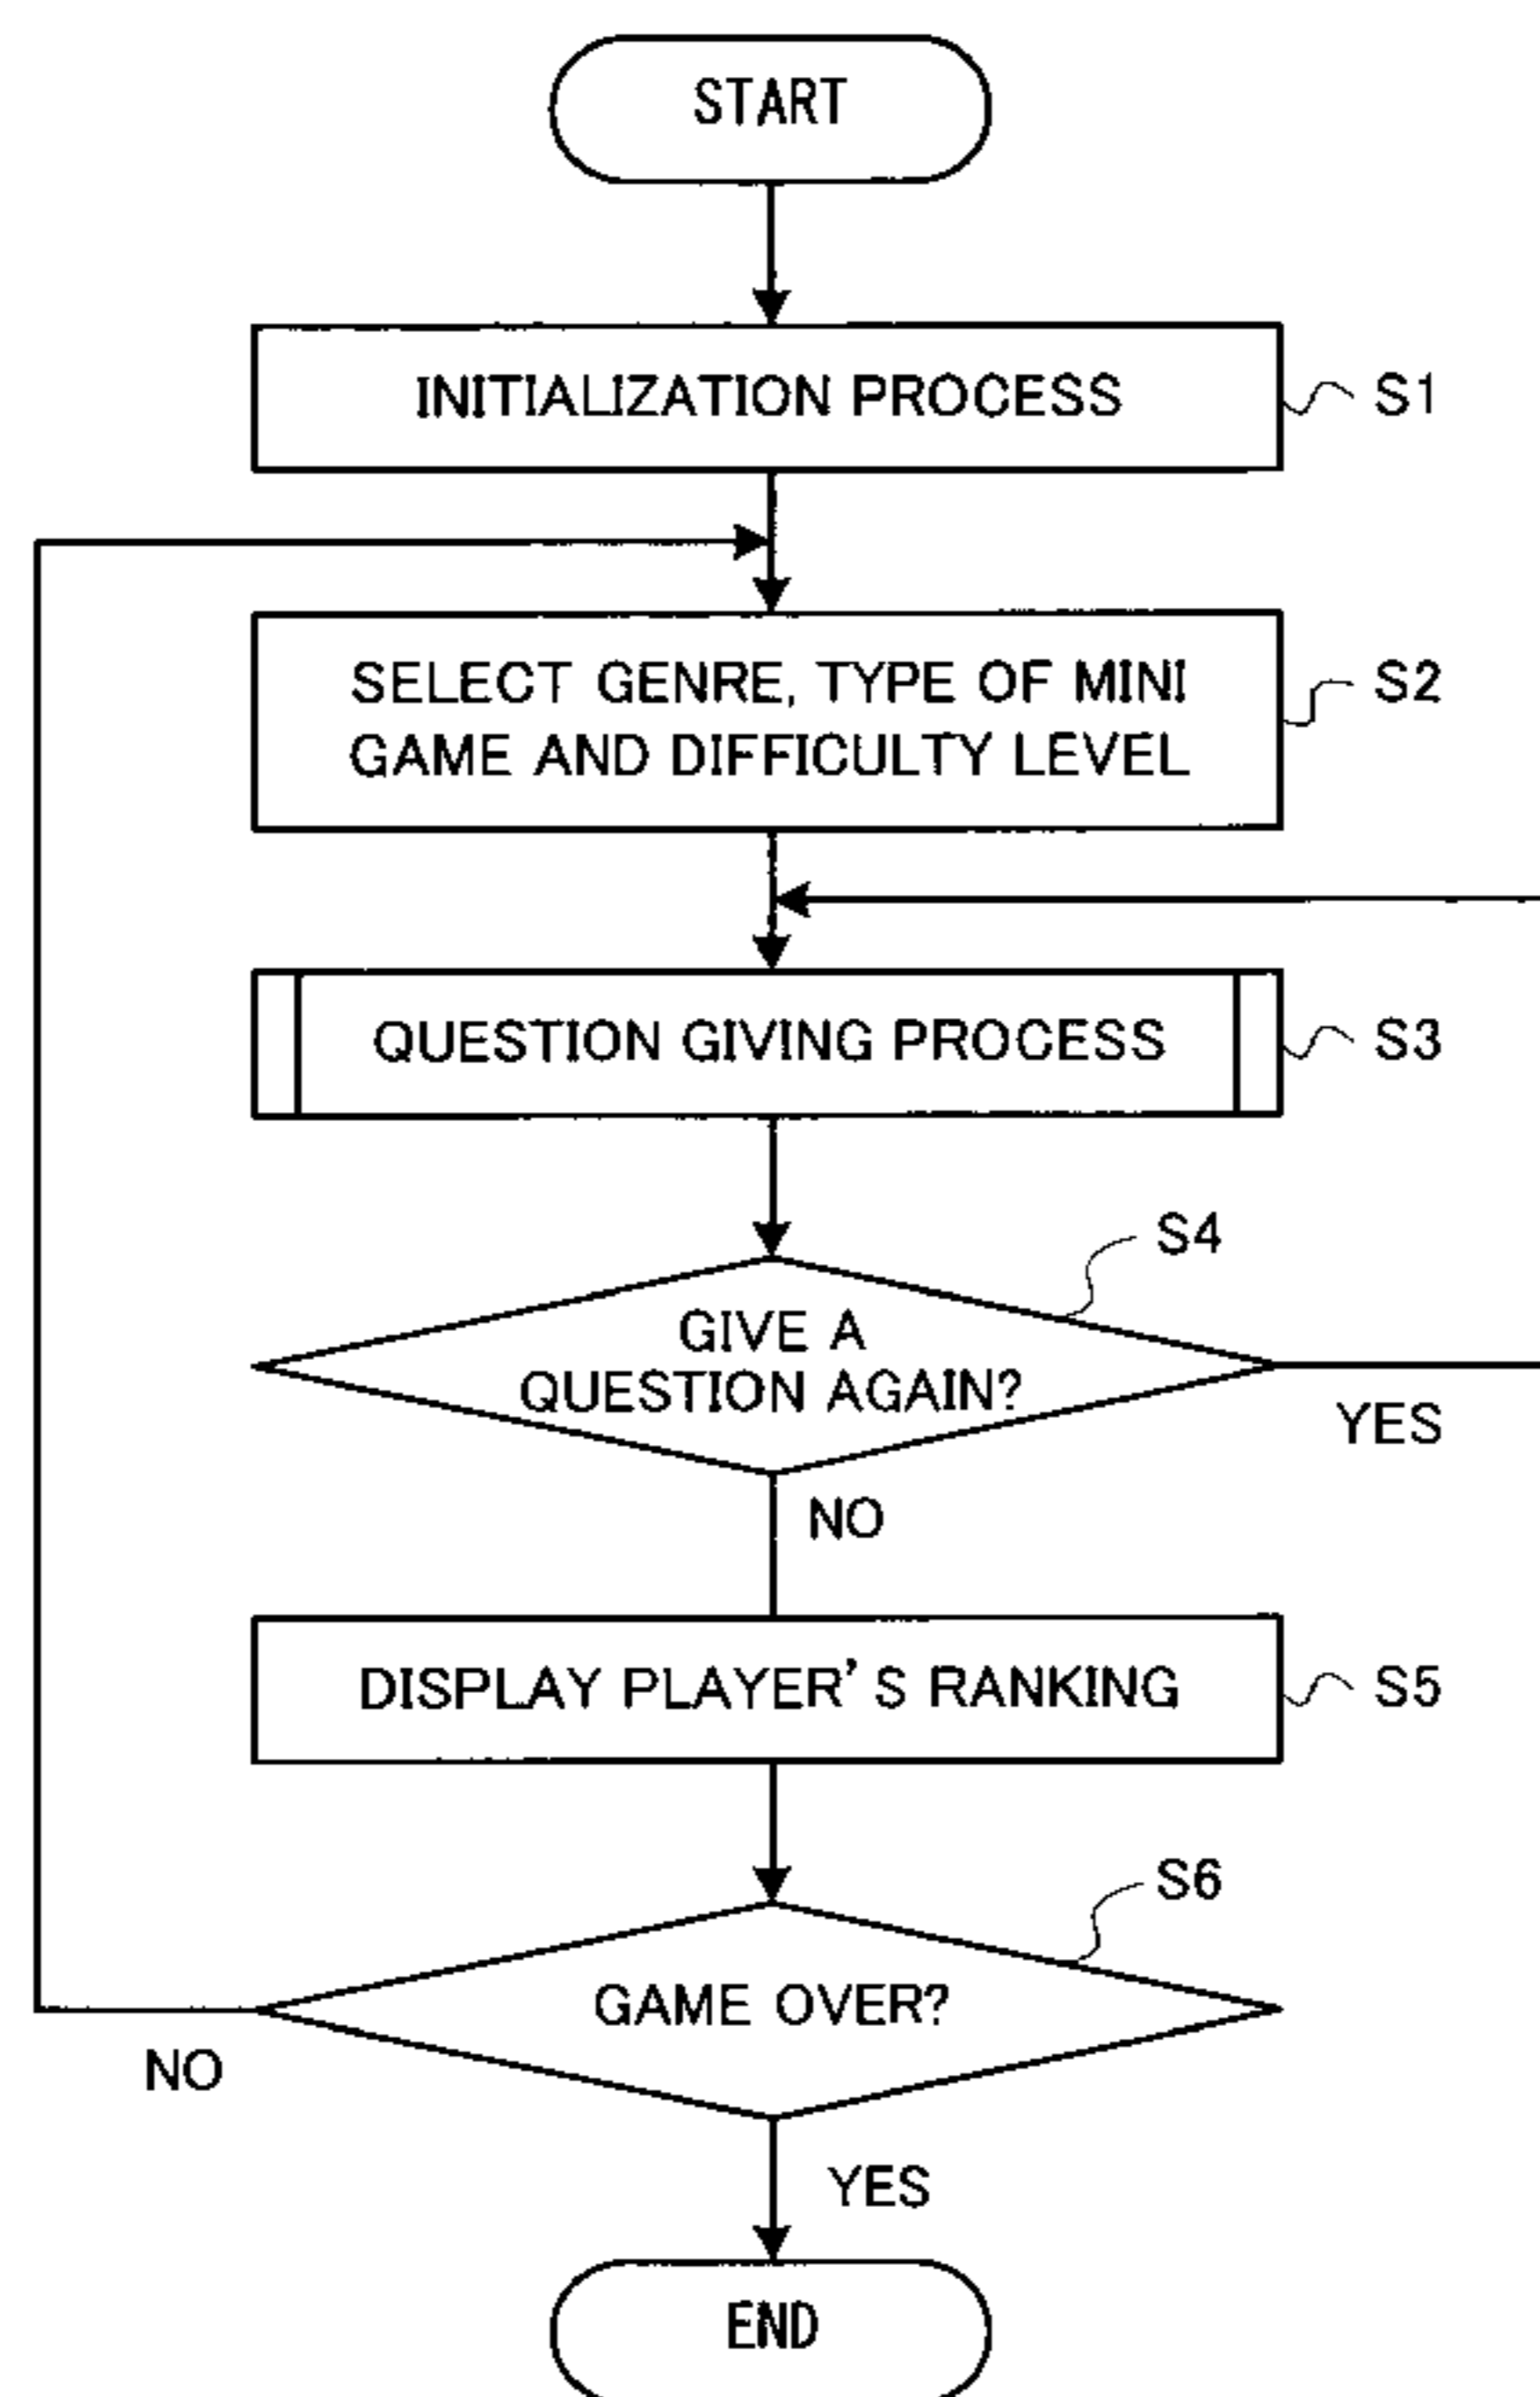 START
INITIALIZATION PROCESS
S1
SELECT GENRE, TYPE OF MINI
GAME AND DIFFICULTY LEVEL
S2
QUESTION GIVING PROCESS
S3
S4
GIVE A
QUESTION AGAIN?
YES
NO
DISPLAY PLAYER'S RANKING
S5
S6
GAME OVER?
NO
YES
END